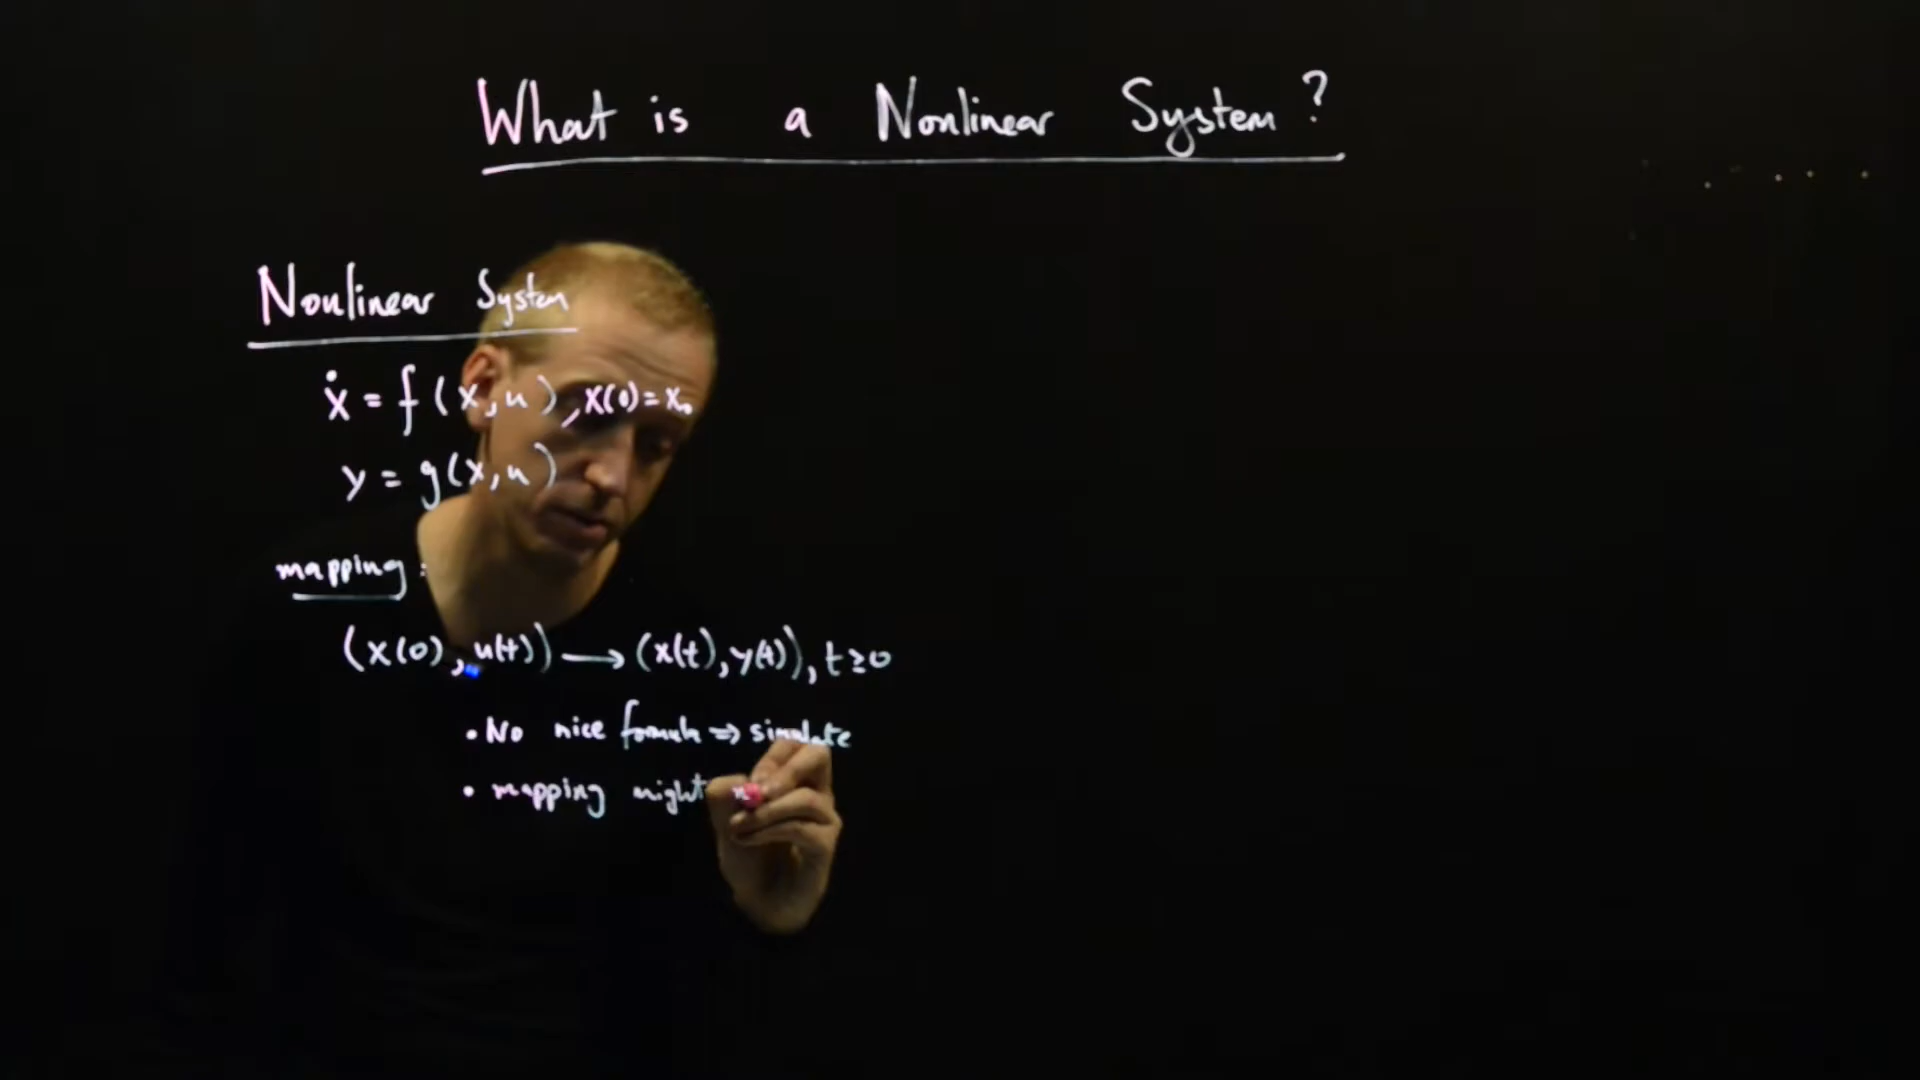 What is a Nonlinear System?
Nonlinear System
ẋ = f(x,u), x(0) = x₀
y = g(x,u)
mapping:
(x(0), u(t)) ⟶ (x(t), y(t)), t ≥ 0
• No nice formula ⇒ simulate
• mapping might